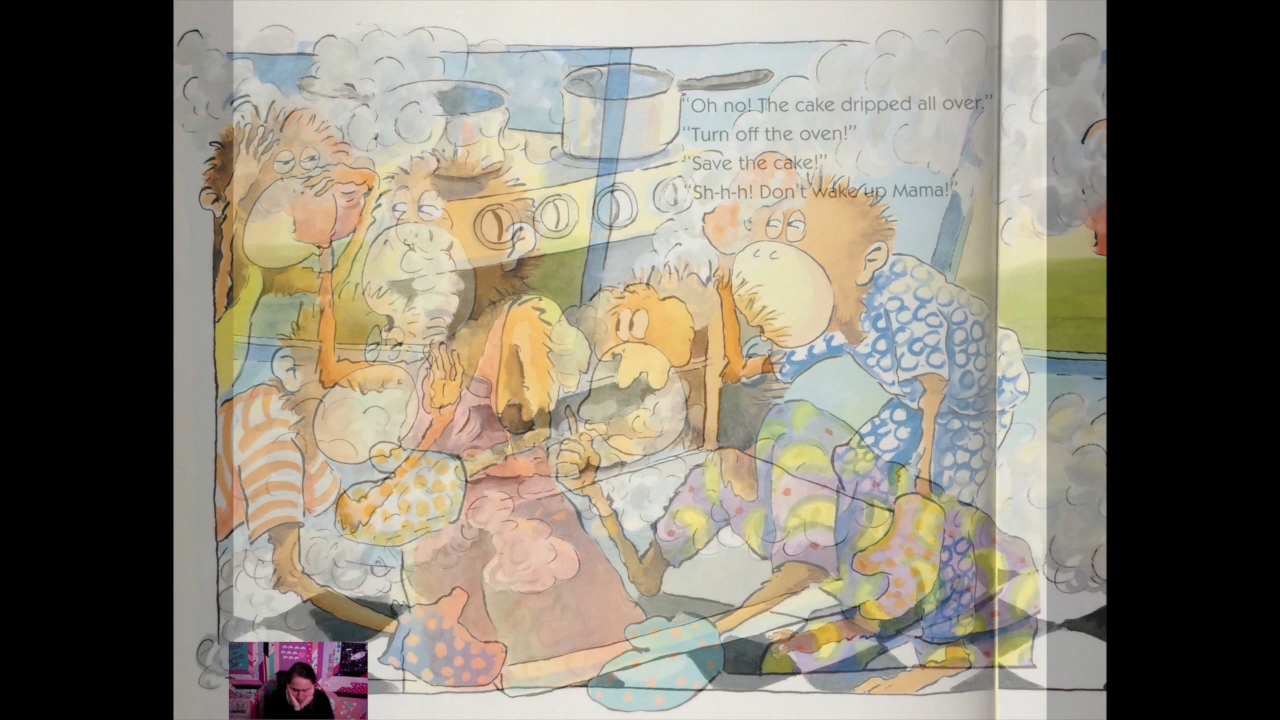 “Oh no! The cake dripped all over.”
“Turn off the oven!”
“Save the cake!”
“Sh-h-h! Don’t wake up Mama!”